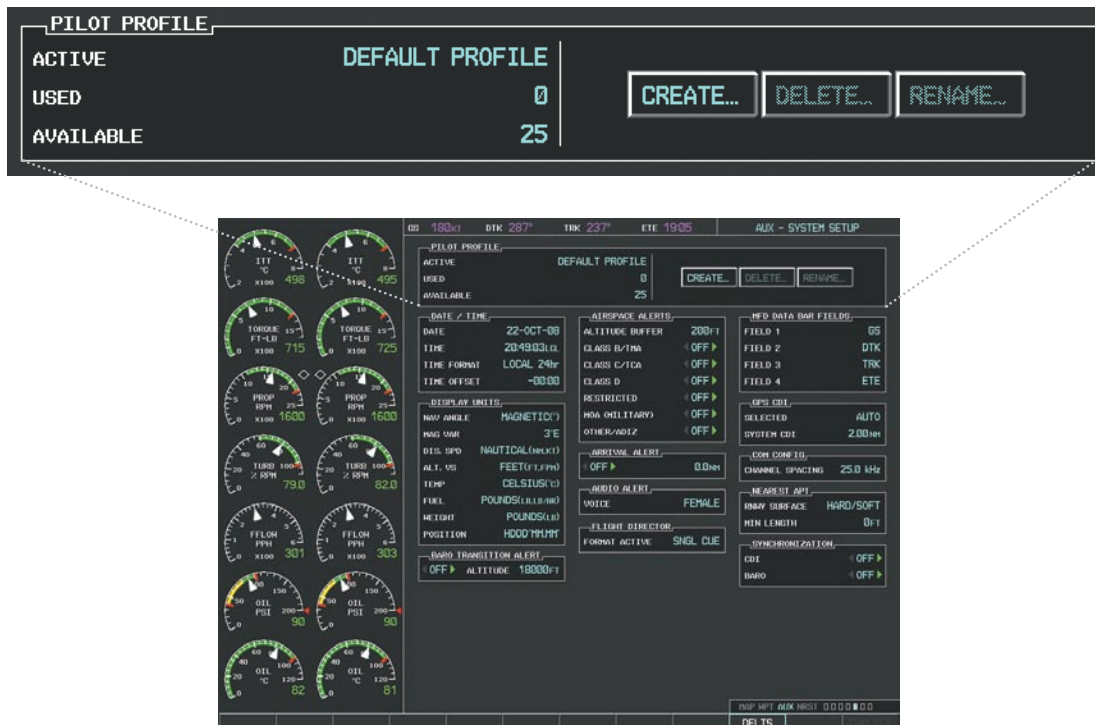 PILOT PROFILE
ACTIVE DEFAULT PROFILE
USED 0 CREATE... DELETE... RENAME...
AVAILABLE 25
GS 180KT DTK 287° TRK 237° ETE 19:05 AUX - SYSTEM SETUP
PILOT PROFILE
ACTIVE DEFAULT PROFILE
USED 0 CREATE... DELETE... RENAME...
AVAILABLE 25
DATE / TIME
DATE 22-OCT-08
TIME 20:49:03LCL
TIME FORMAT LOCAL 24hr
TIME OFFSET -00:00
DISPLAY UNITS
NAV ANGLE MAGNETIC(°)
MAG VAR 3°E
DIS, SPD NAUTICAL(NM,KT)
ALT, VS FEET(FT,FPM)
TEMP CELSIUS(°C)
FUEL POUNDS(LB,LB/HR)
WEIGHT POUNDS(LB)
POSITION HDDD°MM.MM'
BARO TRANSITION ALERT
OFF ALTITUDE 18000FT
AIRSPACE ALERTS
ALTITUDE BUFFER 200FT
CLASS B/TMA OFF
CLASS C/TCA OFF
CLASS D OFF
RESTRICTED OFF
MOA (MILITARY) OFF
OTHER/ADIZ OFF
ARRIVAL ALERT
OFF 0.0NM
AUDIO ALERT
VOICE FEMALE
FLIGHT DIRECTOR
FORMAT ACTIVE SNGL CUE
MFD DATA BAR FIELDS
FIELD 1 GS
FIELD 2 DTK
FIELD 3 TRK
FIELD 4 ETE
GPS CDI
SELECTED AUTO
SYSTEM CDI 2.00NM
COM CONFIG
CHANNEL SPACING 25.0 kHz
NEAREST APT
RNWY SURFACE HARD/SOFT
MIN LENGTH 0FT
SYNCHRONIZATION
CDI OFF
BARO OFF
ITT °C x100 498
ITT °C x100 495
TORQUE FT-LB x100 715
TORQUE FT-LB x100 725
PROP RPM x100 1600
PROP RPM x100 1600
TURB % RPM 79.0
TURB % RPM 82.0
FFLOW PPH x100 301
FFLOW PPH x100 303
OIL PSI 90
OIL PSI 90
OIL °C 82
OIL °C 81
MAP WPT AUX NRST
DFLTS